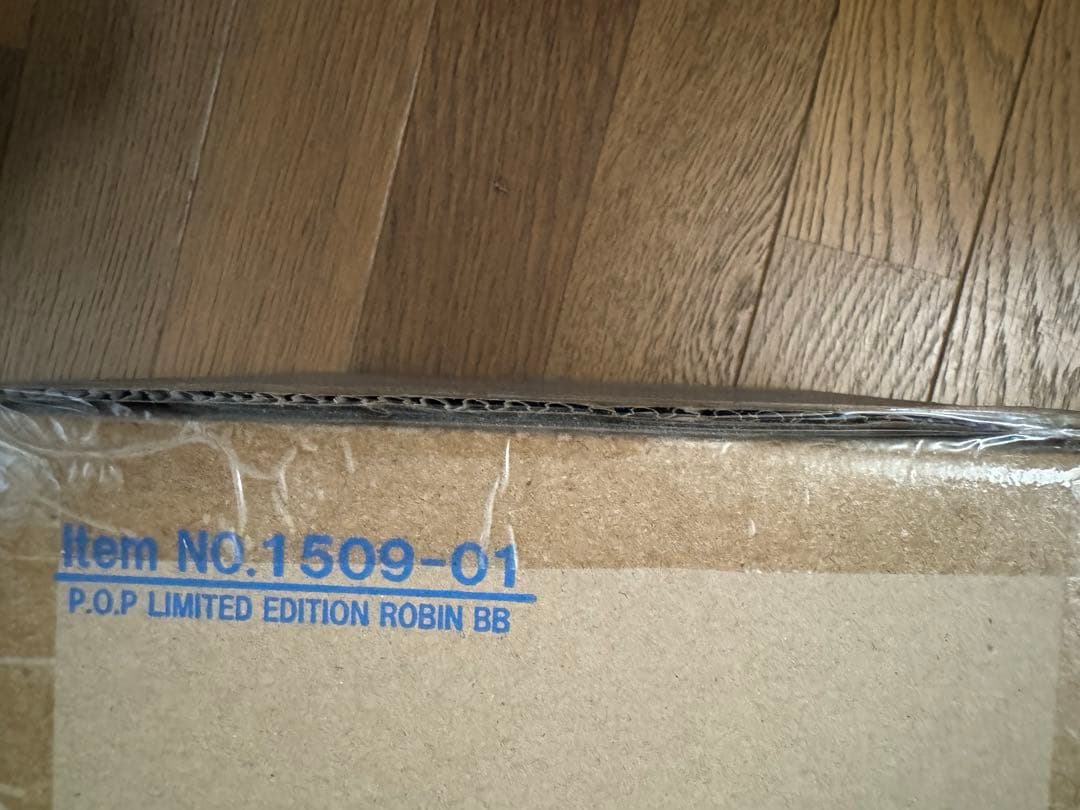 Item NO.1509-01
P.O.P LIMITED EDITION ROBIN BB